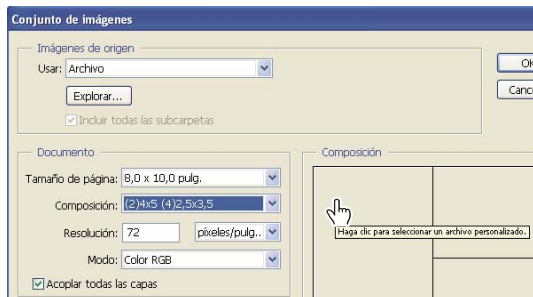 Conjunto de imágenes
Imágenes de origen
Usar: Archivo
Explorar...
Incluir todas las subcarpetas
Documento
Tamaño de página: 8,0 x 10,0 pulg.
Composición: (2)4x5 (4)2,5x3,5
Resolución: 72 píxeles/pulg..
Modo: Color RGB
Acoplar todas las capas
Composición
Haga clic para seleccionar un archivo personalizado.